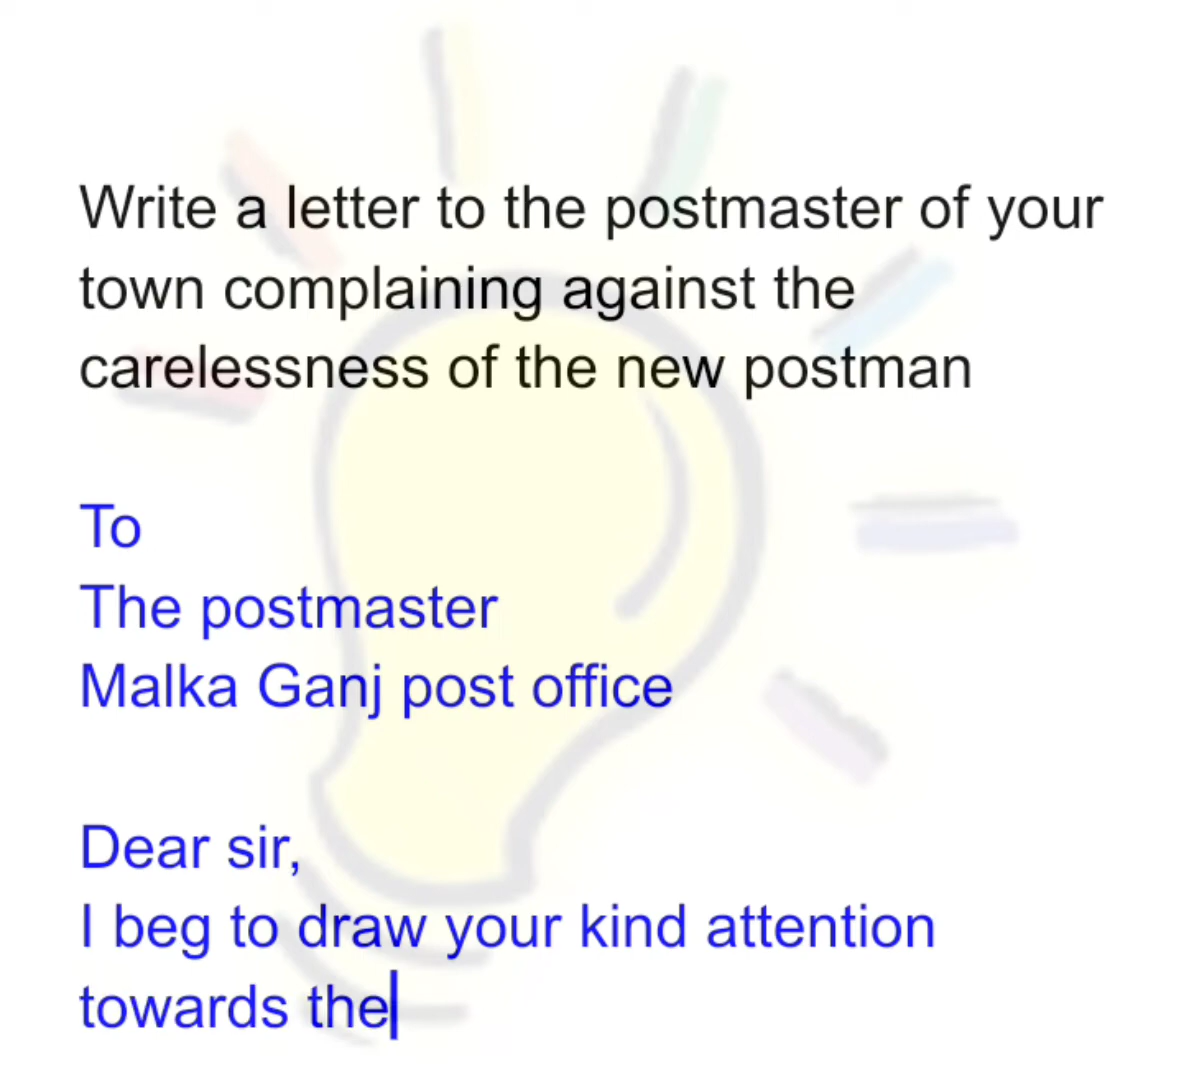 Write a letter to the postmaster of your
town complaining against the
carelessness of the new postman
To
The postmaster
Malka Ganj post office
Dear sir,
I beg to draw your kind attention
towards the